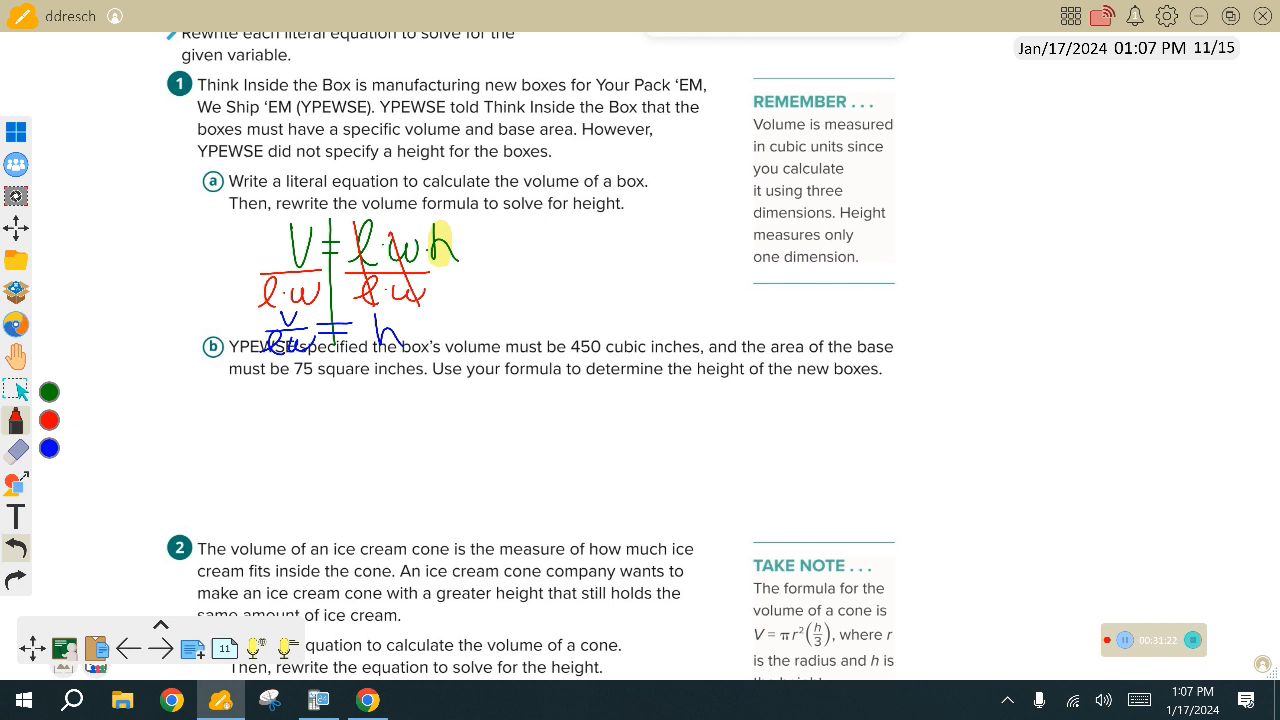 ddresch
Rewrite each literal equation to solve for the
given variable.
Jan/17/2024 01:07 PM 11/15
1 Think Inside the Box is manufacturing new boxes for Your Pack ‘EM,
We Ship ‘EM (YPEWSE). YPEWSE told Think Inside the Box that the
boxes must have a specific volume and base area. However,
YPEWSE did not specify a height for the boxes.
a Write a literal equation to calculate the volume of a box.
Then, rewrite the volume formula to solve for height.
V = l·w·h
l·w l·w
V
lw = h
b YPEWSE specified the box’s volume must be 450 cubic inches, and the area of the base
must be 75 square inches. Use your formula to determine the height of the new boxes.
REMEMBER . . .
Volume is measured
in cubic units since
you calculate
it using three
dimensions. Height
measures only
one dimension.
2 The volume of an ice cream cone is the measure of how much ice
cream fits inside the cone. An ice cream cone company wants to
make an ice cream cone with a greater height that still holds the
same amount of ice cream.
equation to calculate the volume of a cone.
Then, rewrite the equation to solve for the height.
TAKE NOTE . . .
The formula for the
volume of a cone is
V = πr²(h/3), where r
is the radius and h is
T
11
00:31:22
1:07 PM
1/17/2024